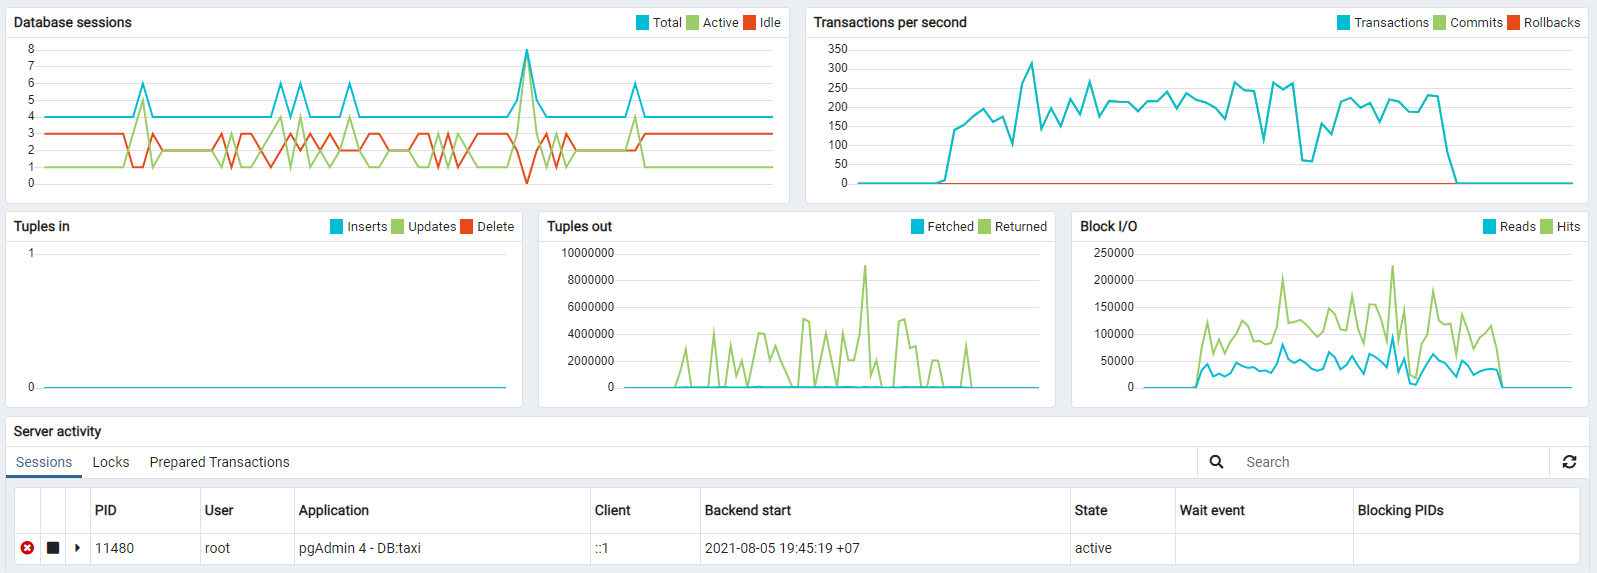 Database sessions
Total Active Idle
8
7
6
5
4
3
2
1
0
Transactions per second
Transactions Commits Rollbacks
350
300
250
200
150
100
50
0
Tuples in
Inserts Updates Delete
1
0
Tuples out
Fetched Returned
10000000
8000000
6000000
4000000
2000000
0
Block I/O
Reads Hits
250000
200000
150000
100000
50000
0
Server activity
Sessions Locks Prepared Transactions Search
PID User Application Client Backend start State Wait event Blocking PIDs
11480 root pgAdmin 4 - DB:taxi ::1 2021-08-05 19:45:19 +07 active